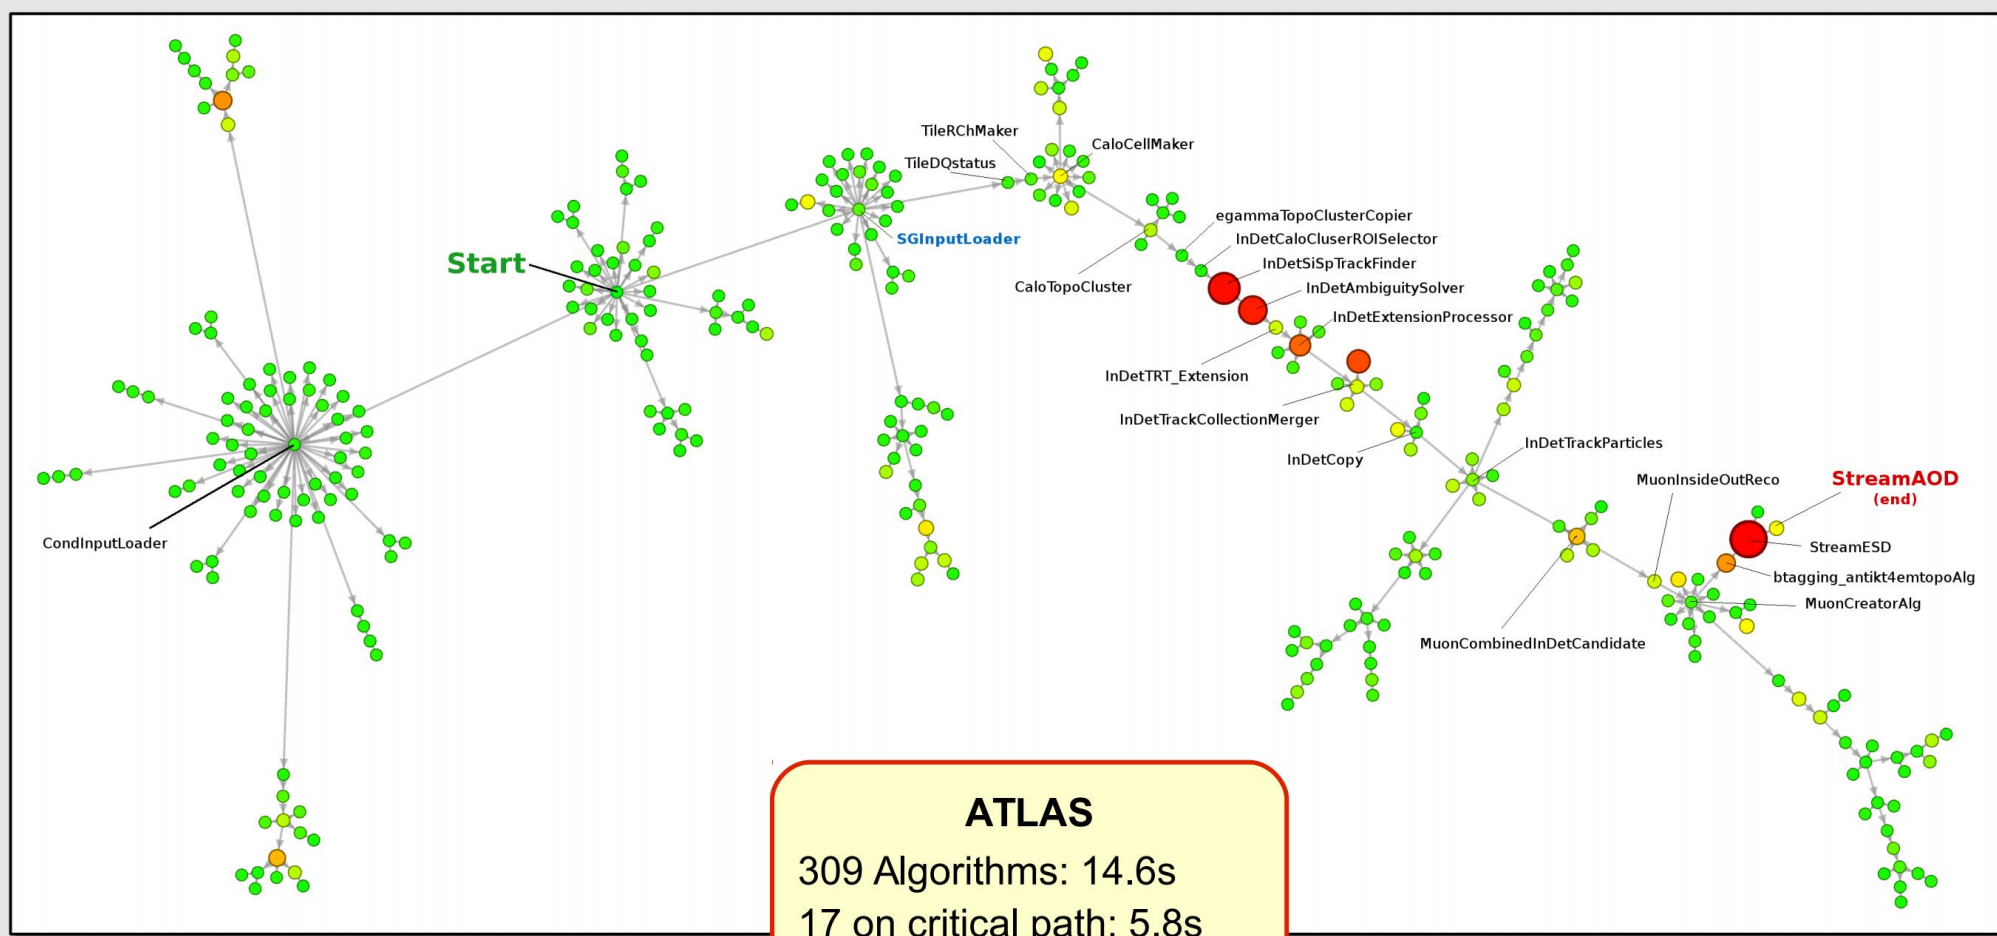 TileRChMaker
CaloCellMaker
TileDQstatus
egammaTopoClusterCopier
SGInputLoader
InDetCaloCluserROISelector
Start
InDetSiSpTrackFinder
CaloTopoCluster
InDetAmbiguitySolver
InDetExtensionProcessor
InDetTRT_Extension
InDetTrackCollectionMerger
InDetCopy
InDetTrackParticles
MuonInsideOutReco
StreamAOD
(end)
CondInputLoader
StreamESD
btagging_antikt4emtopoAlg
MuonCreatorAlg
MuonCombinedInDetCandidate
ATLAS
309 Algorithms: 14.6s
17 on critical path: 5.8s